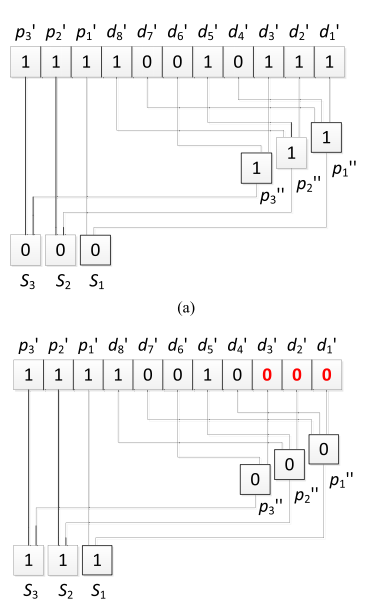 p₃' p₂' p₁' d₈' d₇' d₆' d₅' d₄' d₃' d₂' d₁'
1 1 1 1 0 0 1 0 1 1 1
1
1
1
p₁''
p₂''
p₃''
0 0 0
S₃ S₂ S₁
(a)
p₃' p₂' p₁' d₈' d₇' d₆' d₅' d₄' d₃' d₂' d₁'
1 1 1 1 0 0 1 0 0 0 0
0
0
0
p₁''
p₂''
p₃''
1 1 1
S₃ S₂ S₁